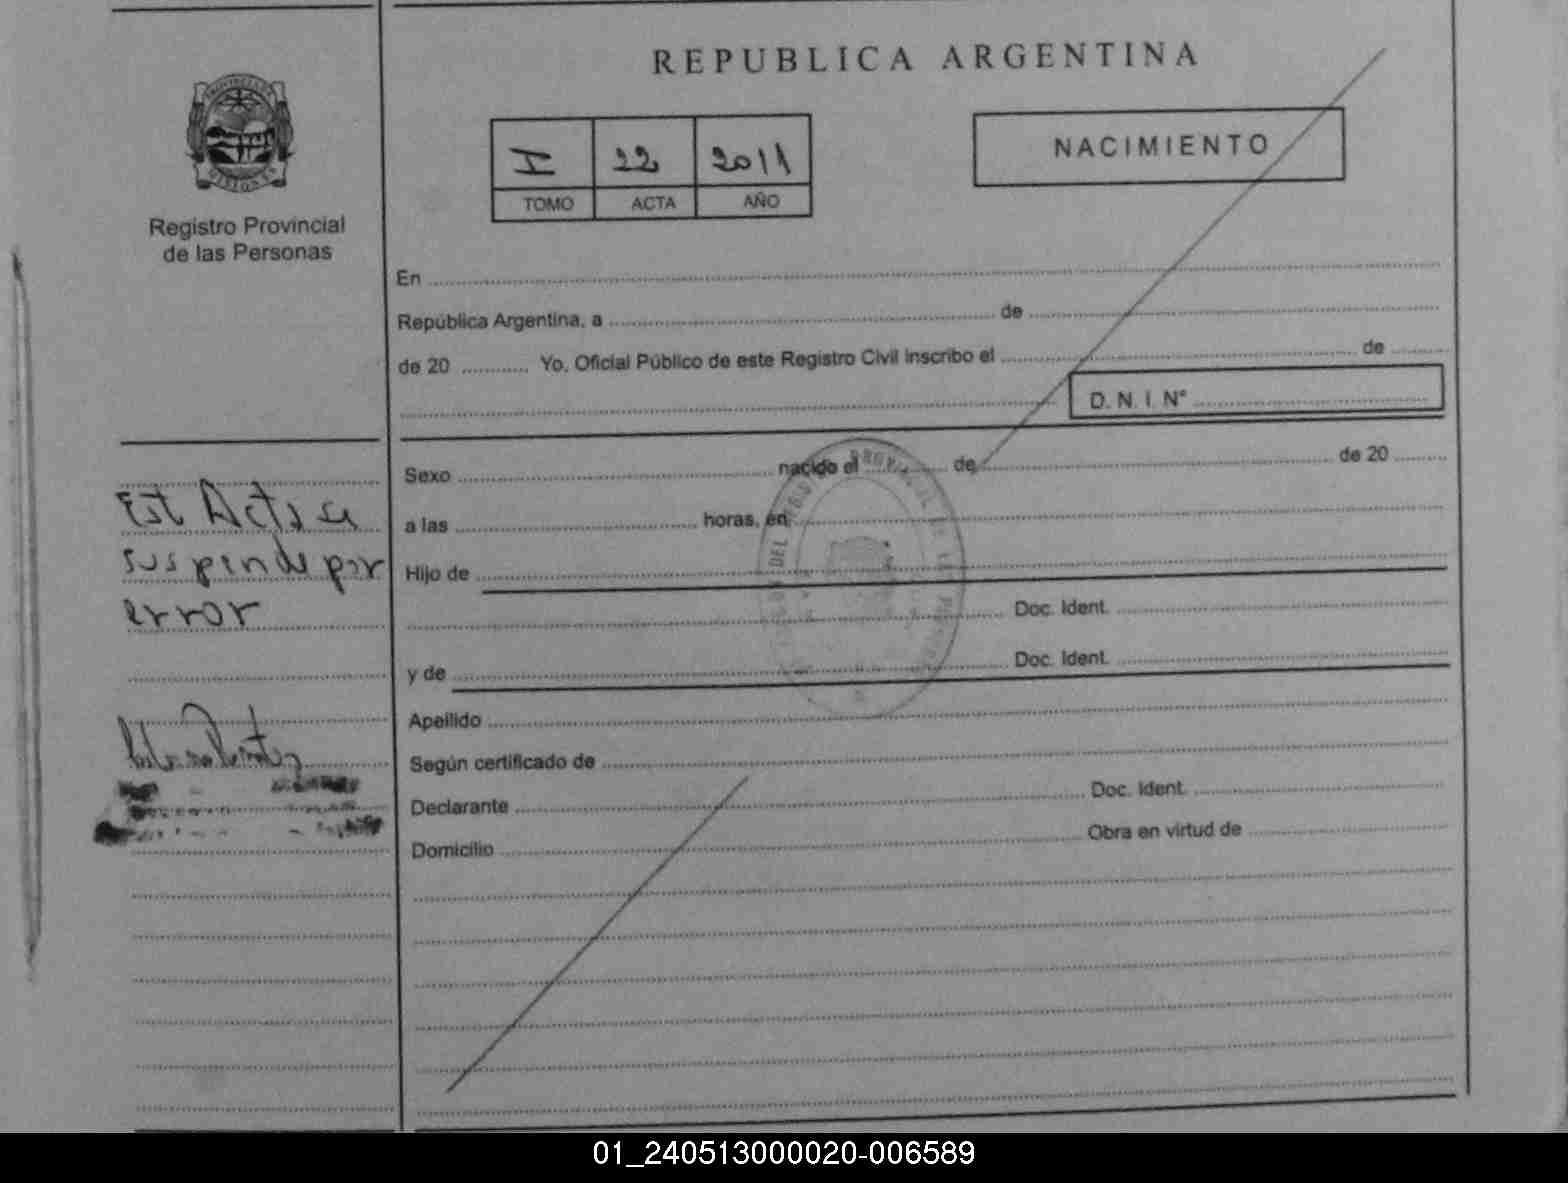 REPUBLICA ARGENTINA
PROVINCIA
MISIONES
Registro Provincial
de las Personas
I 22 2011
TOMO ACTA AÑO
NACIMIENTO
En
República Argentina, a de
de 20 Yo, Oficial Público de este Registro Civil inscribo el de
D. N. I. N°
Sexo nacido el de de 20
a las horas, en
Hijo de
Doc. Ident.
y de Doc. Ident.
Apellido
Según certificado de
Declarante Doc. Ident.
Domicilio Obra en virtud de
Est Acta se
suspende por
error
01_240513000020-006589